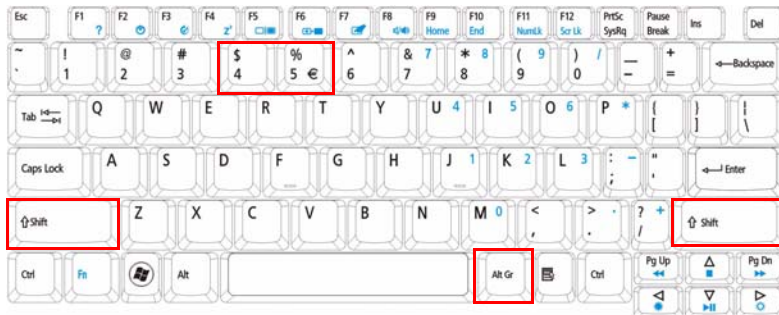 Esc F1 ? F2 F3 F4 zz F5 F6 F7 F8 F9 Home F10 End F11 NumLk F12 Scr Lk PrtSc SysRq Pause Break Ins Del
~ ` ! 1 @ 2 # 3 $ 4 % 5 € ^ 6 & 7 7 * 8 8 ( 9 9 ) 0 / _ - + = Backspace
Tab Q W E R T Y U 4 I 5 O 6 P * { [ } ] | \
Caps Lock A S D F G H J 1 K 2 L 3 : ; - " ' Enter
Shift Z X C V B N M 0 < , > . . ? / + Shift
Ctrl Fn Alt Alt Gr Ctrl Pg Up Pg Dn